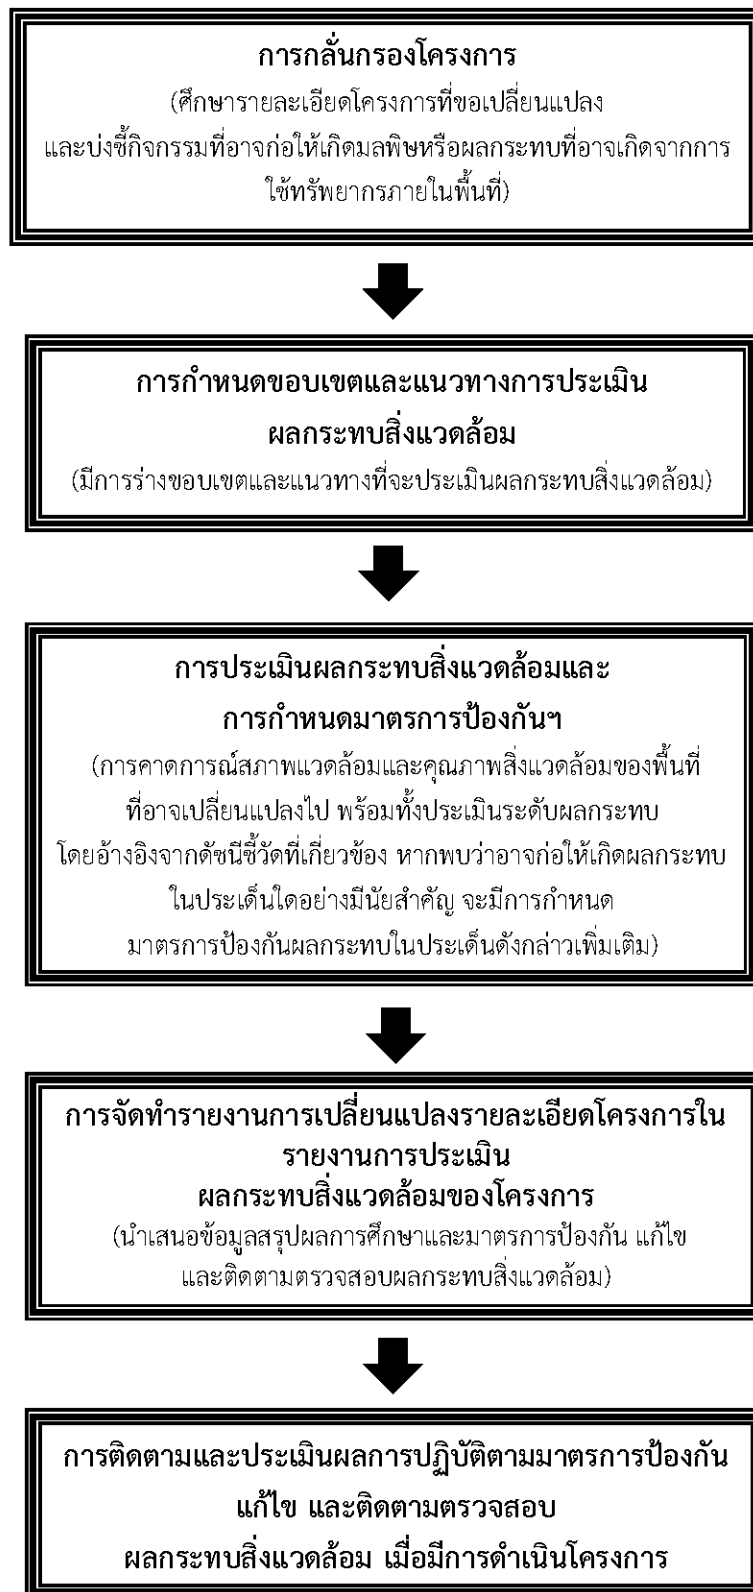 การกลั่นกรองโครงการ
(ศึกษารายละเอียดโครงการที่ขอเปลี่ยนแปลง
และบ่งชี้กิจกรรมที่อาจก่อให้เกิดมลพิษหรือผลกระทบที่อาจเกิดจากการ
ใช้ทรัพยากรภายในพื้นที่)
การกำหนดขอบเขตและแนวทางการประเมิน
ผลกระทบสิ่งแวดล้อม
(มีการร่างขอบเขตและแนวทางที่จะประเมินผลกระทบสิ่งแวดล้อม)
การประเมินผลกระทบสิ่งแวดล้อมและ
การกำหนดมาตรการป้องกันฯ
(การคาดการณ์สภาพแวดล้อมและคุณภาพสิ่งแวดล้อมของพื้นที่
ที่อาจเปลี่ยนแปลงไป พร้อมทั้งประเมินระดับผลกระทบ
โดยอ้างอิงจากดัชนีชี้วัดที่เกี่ยวข้อง หากพบว่าอาจก่อให้เกิดผลกระทบ
ในประเด็นใดอย่างมีนัยสำคัญ จะมีการกำหนด
มาตรการป้องกันผลกระทบในประเด็นดังกล่าวเพิ่มเติม)
การจัดทำรายงานการเปลี่ยนแปลงรายละเอียดโครงการใน
รายงานการประเมิน
ผลกระทบสิ่งแวดล้อมของโครงการ
(นำเสนอข้อมูลสรุปผลการศึกษาและมาตรการป้องกัน แก้ไข
และติดตามตรวจสอบผลกระทบสิ่งแวดล้อม)
การติดตามและประเมินผลการปฏิบัติตามมาตรการป้องกัน
แก้ไข และติดตามตรวจสอบ
ผลกระทบสิ่งแวดล้อม เมื่อมีการดำเนินโครงการ